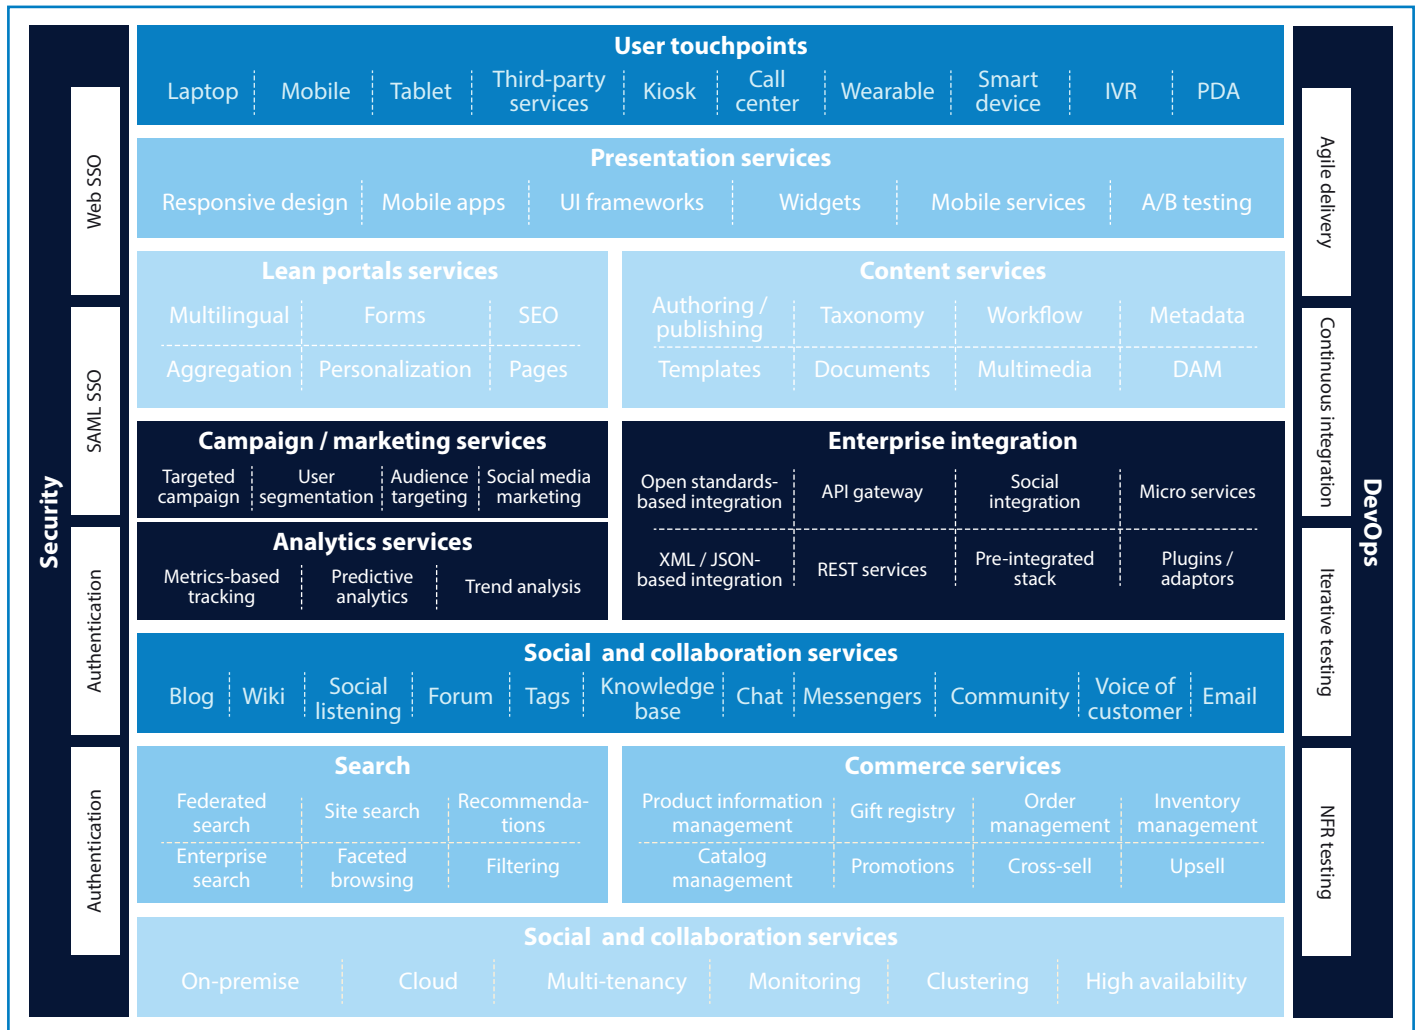 User touchpoints
Laptop
Mobile
Tablet
Third-party
services
Kiosk
Call
center
Wearable
Smart
device
IVR
PDA
Presentation services
Responsive design
Mobile apps
UI frameworks
Widgets
Mobile services
A/B testing
Lean portals services
Multilingual
Forms
SEO
Aggregation
Personalization
Pages
Content services
Authoring /
publishing
Taxonomy
Workflow
Metadata
Templates
Documents
Multimedia
DAM
Campaign / marketing services
Targeted
campaign
User
segmentation
Audience
targeting
Social media
marketing
Analytics services
Metrics-based
tracking
Predictive
analytics
Trend analysis
Enterprise integration
Open standards-
based integration
API gateway
Social
integration
Micro services
XML / JSON-
based integration
REST services
Pre-integrated
stack
Plugins /
adaptors
Social and collaboration services
Blog
Wiki
Social
listening
Forum
Tags
Knowledge
base
Chat
Messengers
Community
Voice of
customer
Email
Search
Federated
search
Site search
Recommenda-
tions
Enterprise
search
Faceted
browsing
Filtering
Commerce services
Product information
management
Gift registry
Order
management
Inventory
management
Catalog
management
Promotions
Cross-sell
Upsell
Social and collaboration services
On-premise
Cloud
Multi-tenancy
Monitoring
Clustering
High availability
Security
Web SSO
SAML SSO
Authentication
Authentication
DevOps
Agile delivery
Continuous integration
Iterative testing
NFR testing